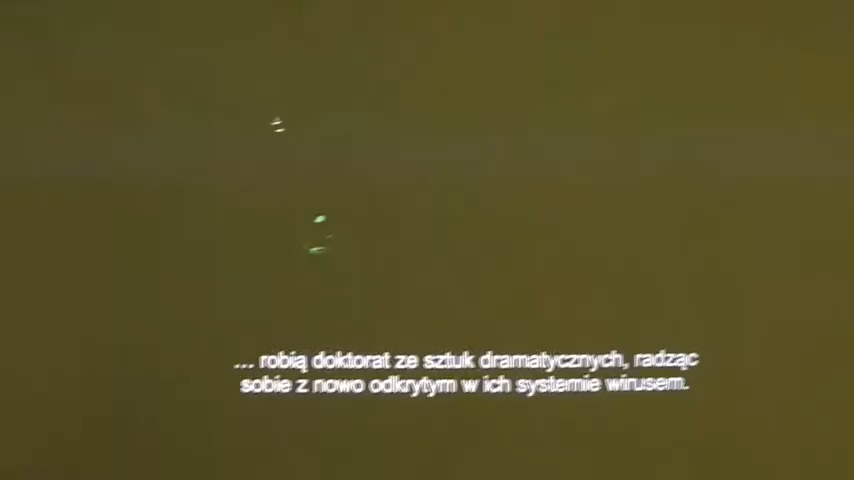 ... robią doktorat ze sztuk dramatycznych, radząc
sobie z nowo odkrytym w ich systemie wirusem.